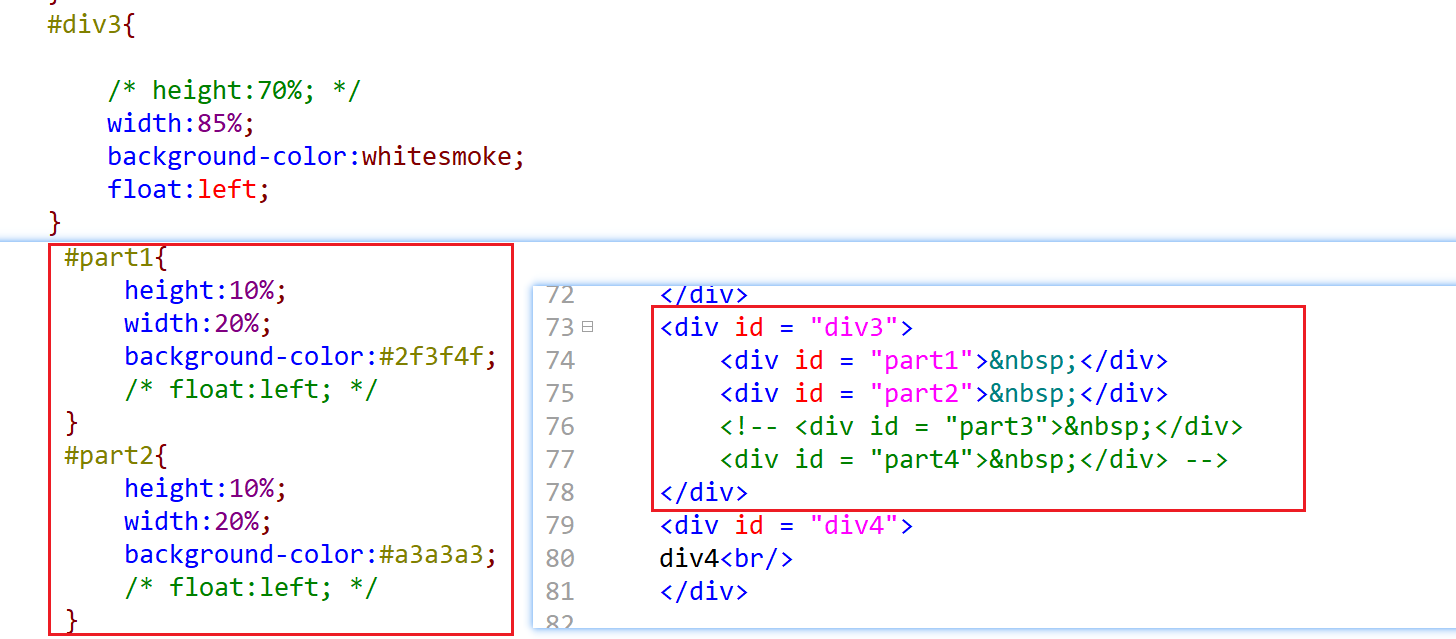 }
#div3{
/* height:70%; */
width:85%;
background-color:whitesmoke;
float:left;
}
#part1{
height:10%;
width:20%;
background-color:#2f3f4f;
/* float:left; */
}
#part2{
height:10%;
width:20%;
background-color:#a3a3a3;
/* float:left; */
}
72 </div>
73 <div id = "div3">
74 <div id = "part1">&nbsp;</div>
75 <div id = "part2">&nbsp;</div>
76 <!-- <div id = "part3">&nbsp;</div>
77 <div id = "part4">&nbsp;</div> -->
78 </div>
79 <div id = "div4">
80 div4<br/>
81 </div>
82